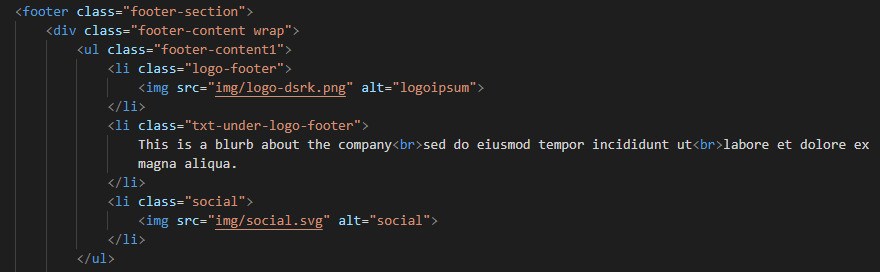 <footer class="footer-section">
<div class="footer-content wrap">
<ul class="footer-content1">
<li class="logo-footer">
<img src="img/logo-dsrk.png" alt="logoipsum">
</li>
<li class="txt-under-logo-footer">
This is a blurb about the company<br>sed do eiusmod tempor incididunt ut<br>labore et dolore ex
magna aliqua.
</li>
<li class="social">
<img src="img/social.svg" alt="social">
</li>
</ul>